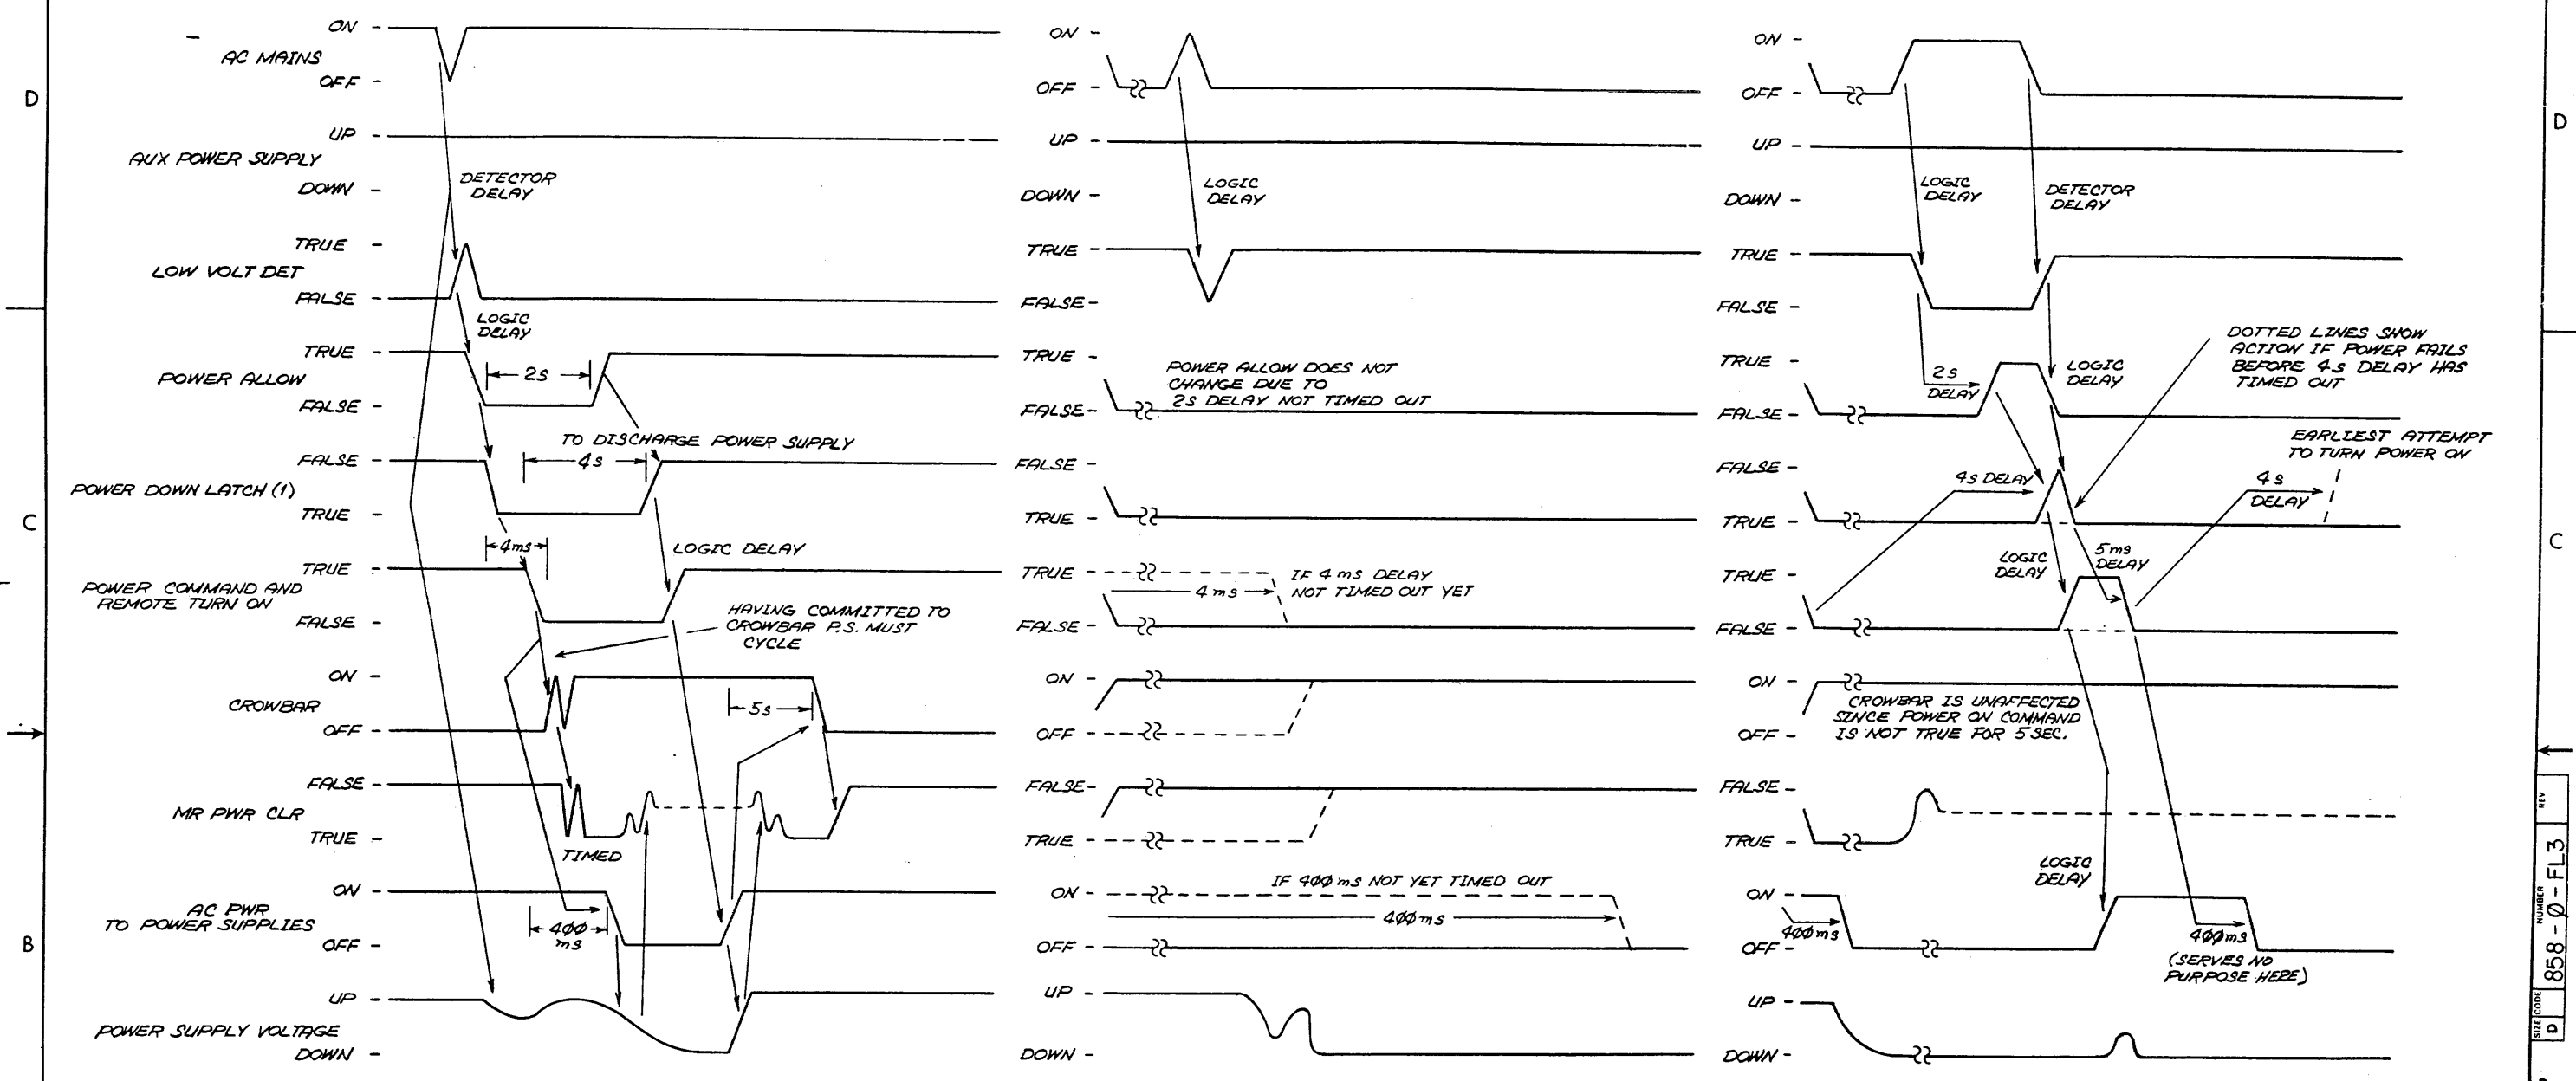 ON
AC MAINS
OFF
UP
AUX POWER SUPPLY
DOWN
DETECTOR
DELAY
TRUE
LOW VOLT DET
FALSE
LOGIC
DELAY
TRUE
POWER ALLOW
FALSE
2s
TO DISCHARGE POWER SUPPLY
FALSE
4s
POWER DOWN LATCH (1)
TRUE
4ms
LOGIC DELAY
TRUE
POWER COMMAND AND
REMOTE TURN ON
FALSE
HAVING COMMITTED TO
CROWBAR P.S. MUST
CYCLE
ON
CROWBAR
OFF
5s
FALSE
MR PWR CLR
TRUE
TIMED
ON
AC PWR
TO POWER SUPPLIES
OFF
4ØØ
ms
UP
POWER SUPPLY VOLTAGE
DOWN
ON
OFF
UP
DOWN
LOGIC
DELAY
TRUE
FALSE
TRUE
POWER ALLOW DOES NOT
CHANGE DUE TO
2s DELAY NOT TIMED OUT
FALSE
FALSE
TRUE
TRUE
IF 4 ms DELAY
NOT TIMED OUT YET
4 ms
FALSE
ON
OFF
FALSE
TRUE
ON
IF 4ØØ ms NOT YET TIMED OUT
4ØØ ms
OFF
UP
DOWN
ON
OFF
UP
DOWN
LOGIC
DELAY
DETECTOR
DELAY
TRUE
FALSE
DOTTED LINES SHOW
ACTION IF POWER FAILS
BEFORE 4s DELAY HAS
TIMED OUT
TRUE
2s
DELAY
LOGIC
DELAY
FALSE
EARLIEST ATTEMPT
TO TURN POWER ON
FALSE
4s DELAY
4s
DELAY
TRUE
LOGIC
DELAY
5ms
DELAY
TRUE
FALSE
ON
CROWBAR IS UNAFFECTED
SINCE POWER ON COMMAND
IS NOT TRUE FOR 5 SEC.
OFF
FALSE
TRUE
LOGIC
DELAY
ON
4ØØ ms
OFF
4ØØ ms
(SERVES NO
PURPOSE HERE)
UP
DOWN
D
C
B
D
C
REV
NUMBER
858-Ø-FL3
SIZE CODE
D